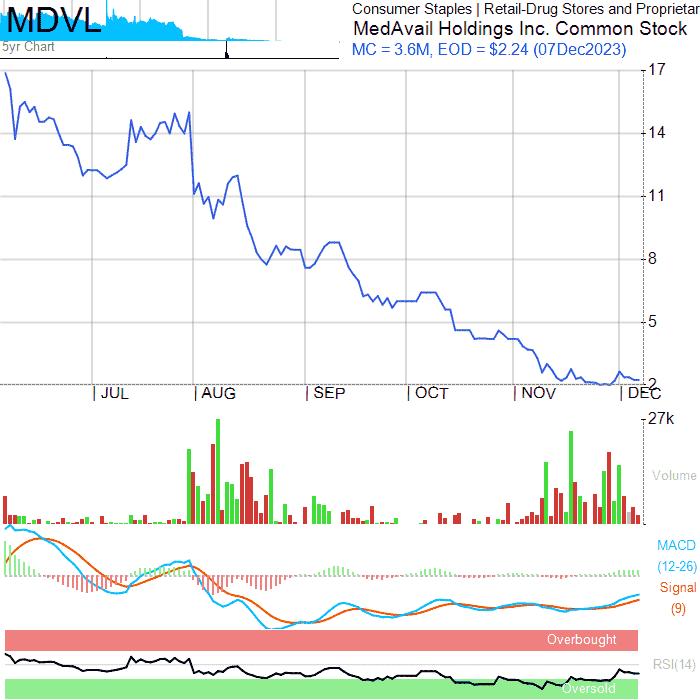 MDVL
Consumer Staples | Retail-Drug Stores and Proprietar
MedAvail Holdings Inc. Common Stock
5yr Chart
MC = 3.6M, EOD = $2.24 (07Dec2023)
17
14
11
8
5
2
JUL
AUG
SEP
OCT
NOV
DEC
27k
Volume
MACD
(12-26)
Signal
(9)
Overbought
RSI(14)
Oversold